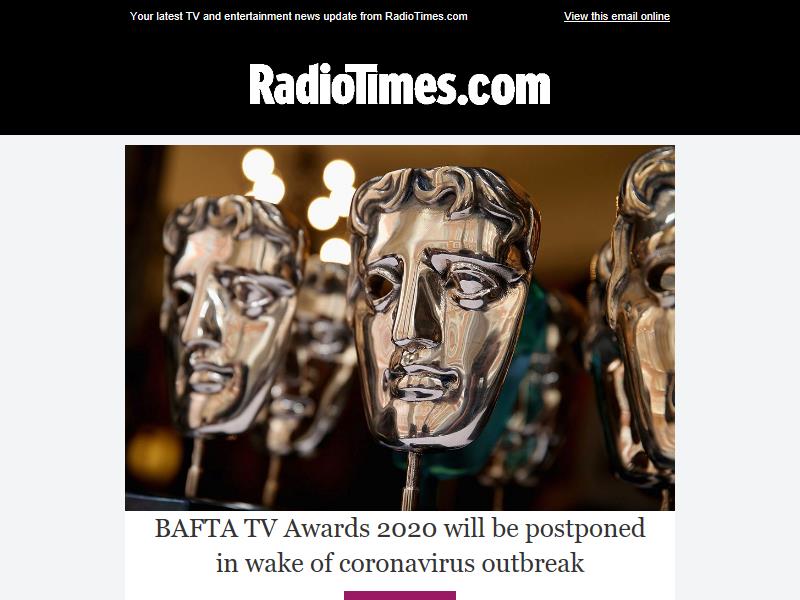 Your latest TV and entertainment news update from RadioTimes.com
View this email online
RadioTimes.com
BAFTA TV Awards 2020 will be postponed
in wake of coronavirus outbreak